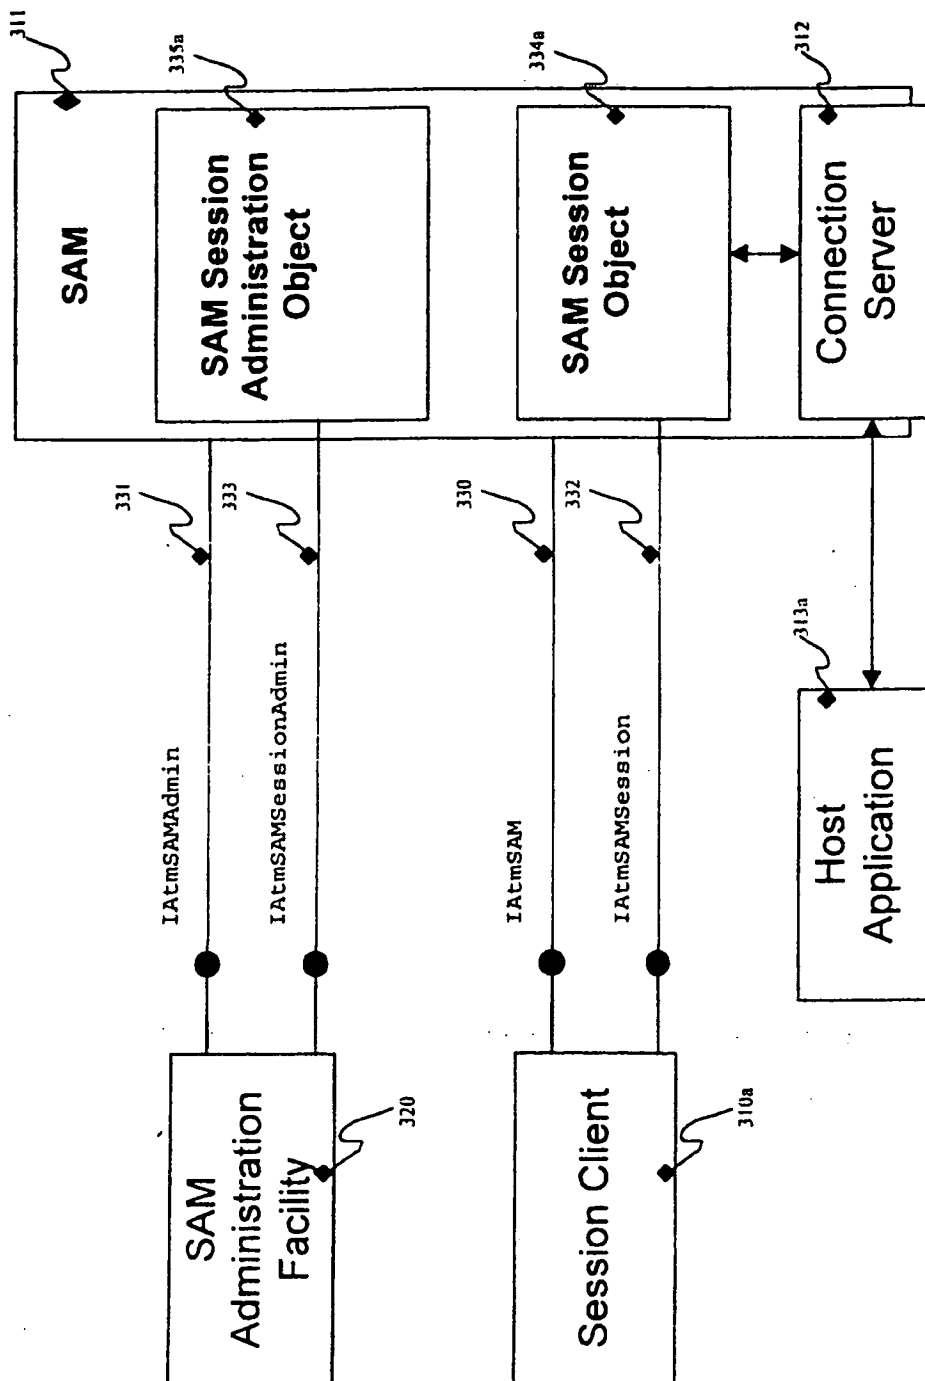 SAM
Administration
Facility
320
Session Client
310a
IAtmSAMAdmin
331
IAtmSAMSessionAdmin
333
IAtmSAM
330
IAtmSAMSession
332
Host
Application
313a
SAM
311
SAM Session
Administration
Object
335a
SAM Session
Object
334a
Connection
Server
312